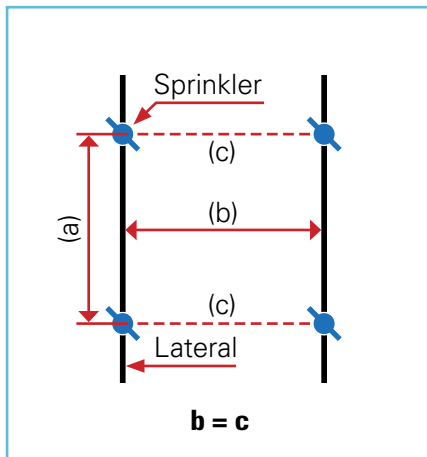 Sprinkler
(c)
(a)
(b)
(c)
Lateral
b = c